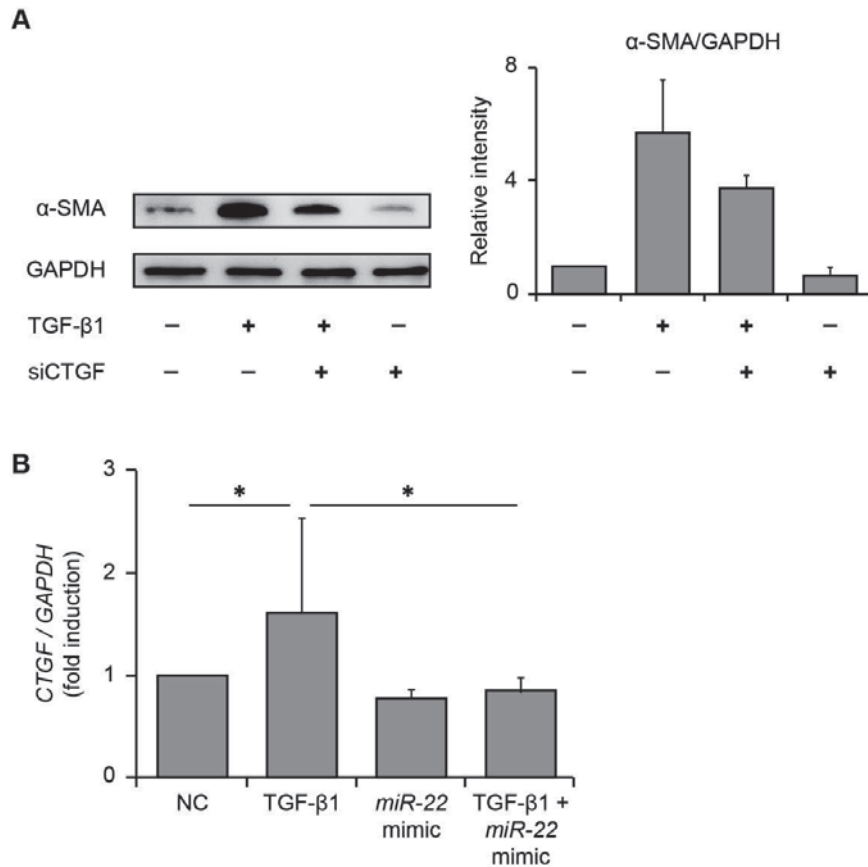 A
α-SMA
GAPDH
TGF-β1 – + + –
siCTGF – – + +
α-SMA/GAPDH
Relative intensity
8
4
0
– + + –
– – + +
B
CTGF / GAPDH
(fold induction)
3
2
1
0
* *
NC TGF-β1 miR-22 TGF-β1 +
mimic miR-22
mimic